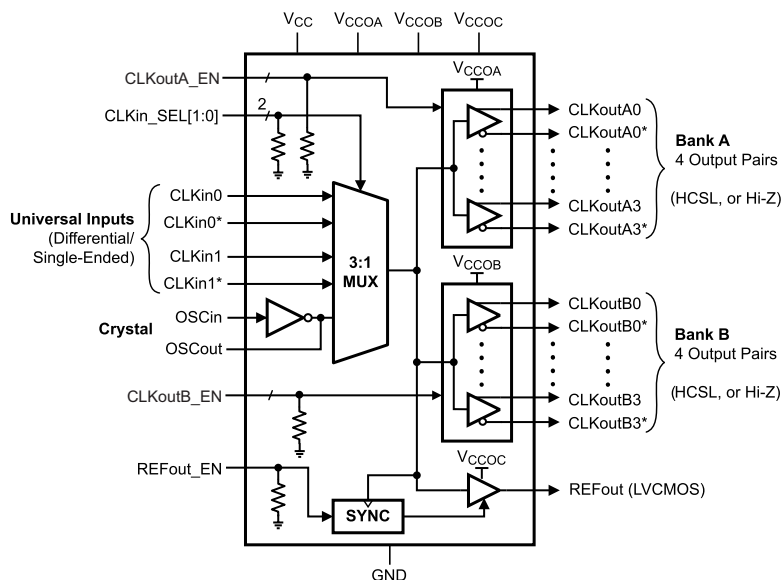 VCC VCCOA VCCOB VCCOC
CLKoutA_EN
CLKin_SEL[1:0]
2
VCCOA
CLKoutA0
CLKoutA0*
CLKoutA3
CLKoutA3*
Bank A
4 Output Pairs
(HCSL, or Hi-Z)
Universal Inputs
(Differential/
Single-Ended)
CLKin0
CLKin0*
CLKin1
CLKin1*
3:1
MUX
Crystal
OSCin
OSCout
VCCOB
CLKoutB0
CLKoutB0*
CLKoutB3
CLKoutB3*
Bank B
4 Output Pairs
(HCSL, or Hi-Z)
CLKoutB_EN
REFout_EN
SYNC
VCCOC
REFout (LVCMOS)
GND